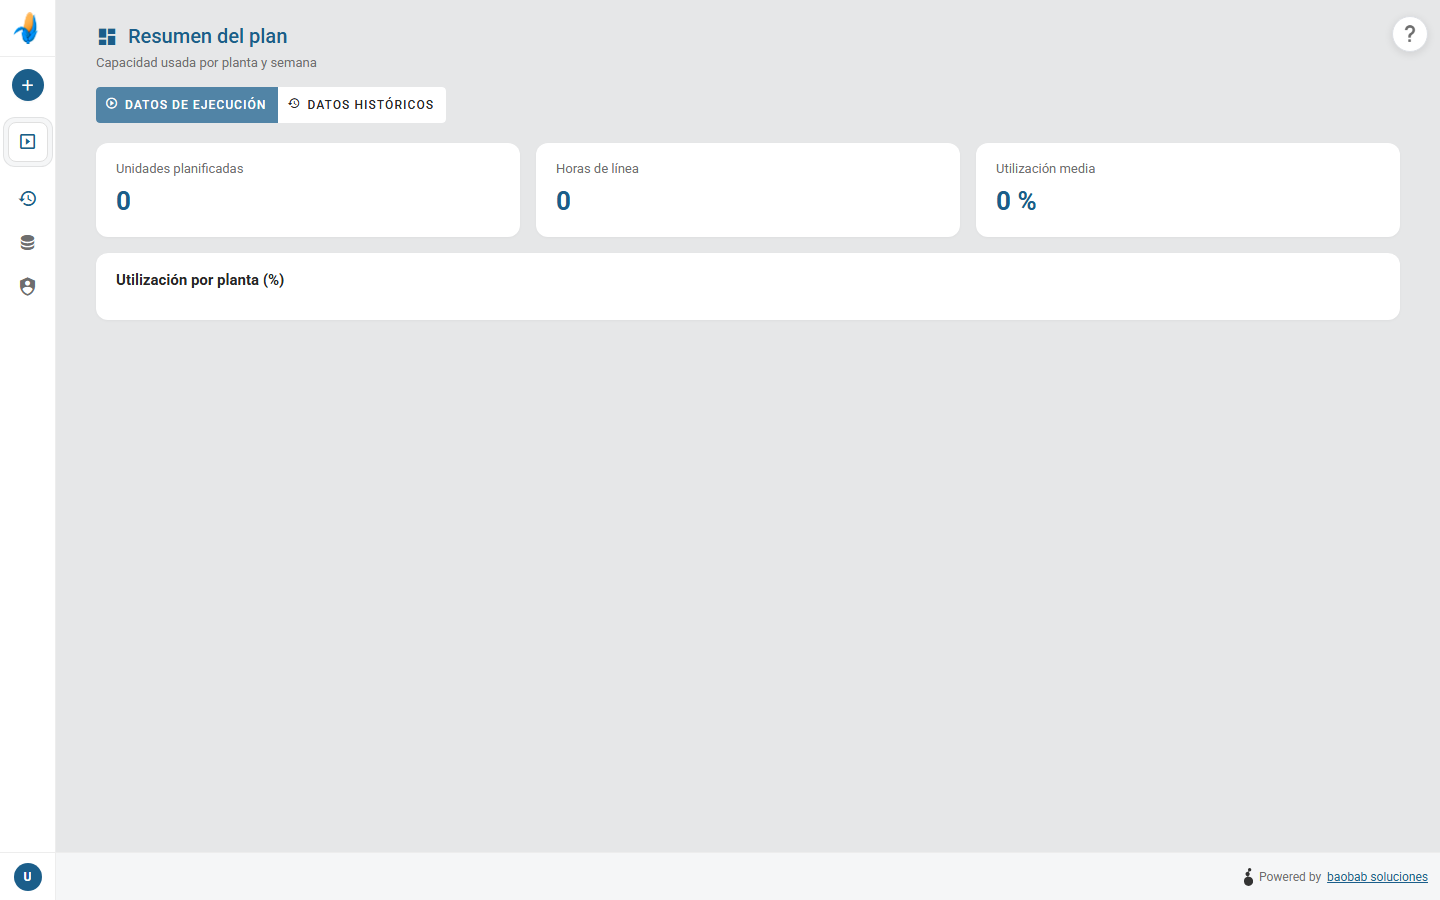 Resumen del plan
Capacidad usada por planta y semana
DATOS DE EJECUCIÓN
DATOS HISTÓRICOS
Unidades planificadas
0
Horas de línea
0
Utilización media
0 %
Utilización por planta (%)
?
U
Powered by baobab soluciones